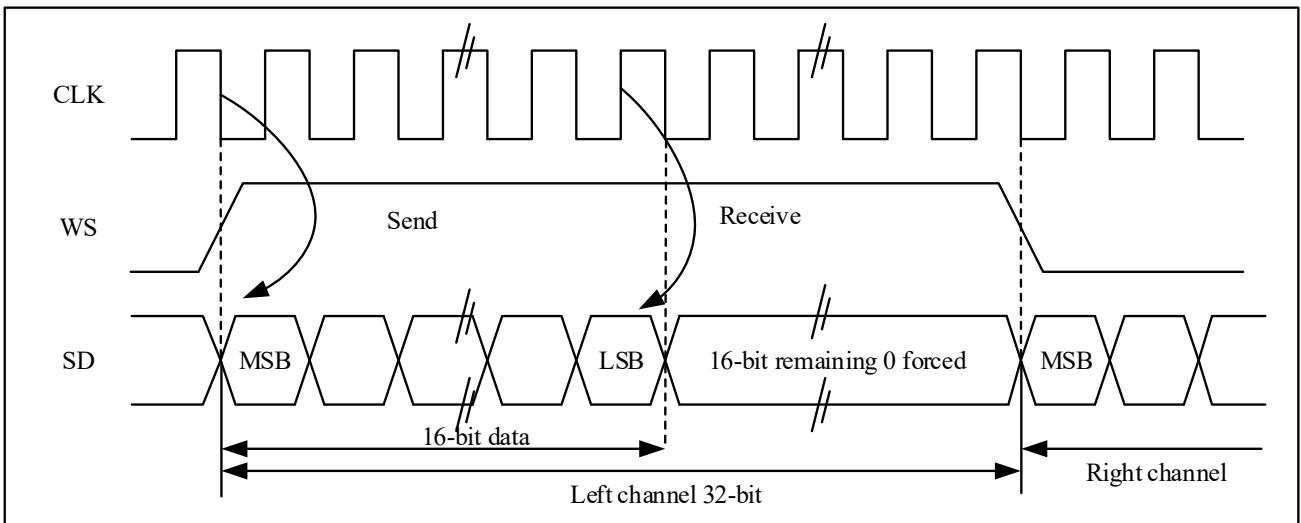 CLK
WS
Send
Receive
SD
MSB
LSB
16-bit remaining 0 forced
MSB
16-bit data
Left channel 32-bit
Right channel